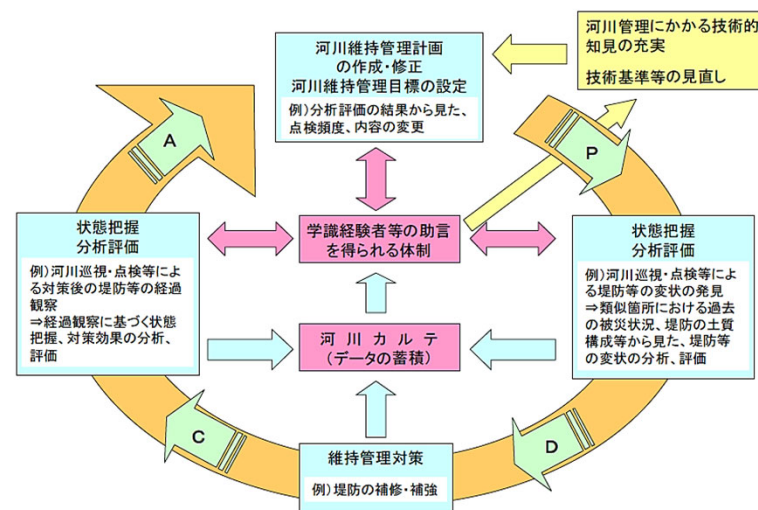 河川維持管理計画
の作成・修正
河川維持管理目標の設定
例)分析評価の結果から見た、
点検頻度、内容の変更
河川管理にかかる技術的
知見の充実
技術基準等の見直し
A
P
状態把握
分析評価
例)河川巡視・点検等によ
る対策後の堤防等の経過
観察
⇒経過観察に基づく状態
把握、対策効果の分析、
評価
学識経験者等の助言
を得られる体制
状態把握
分析評価
例)河川巡視・点検等によ
る堤防等の変状の発見
⇒類似箇所における過去
の被災状況、堤防の土質
構成等から見た、堤防等
の変状の分析、評価
河川カルテ
(データの蓄積)
C
D
維持管理対策
例)堤防の補修・補強